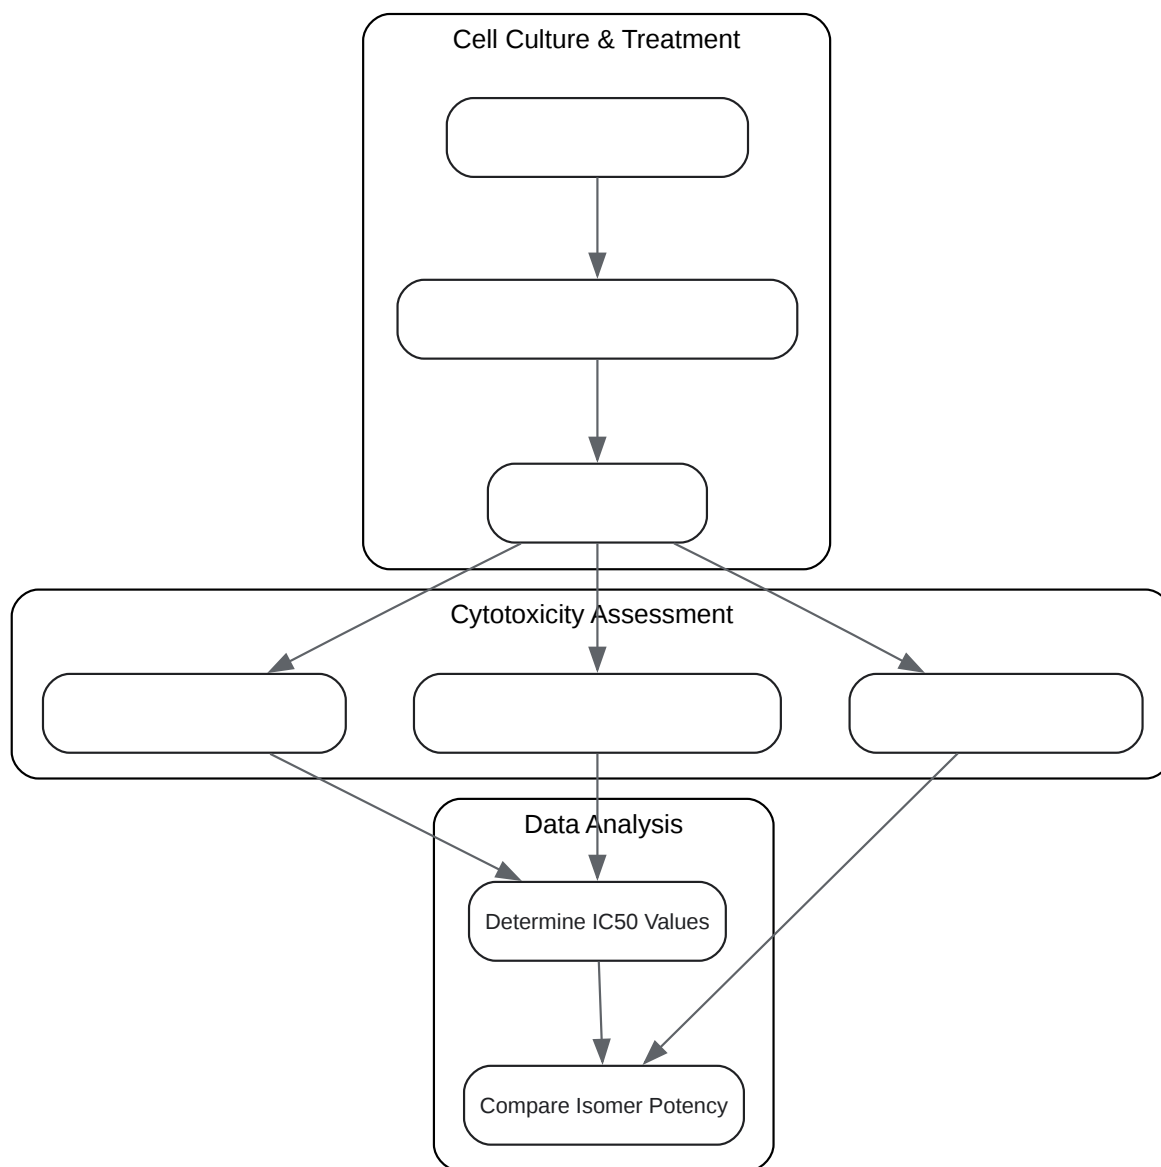 Cell Culture & Treatment
Cytotoxicity Assessment
Data Analysis
Determine IC50 Values
Compare Isomer Potency